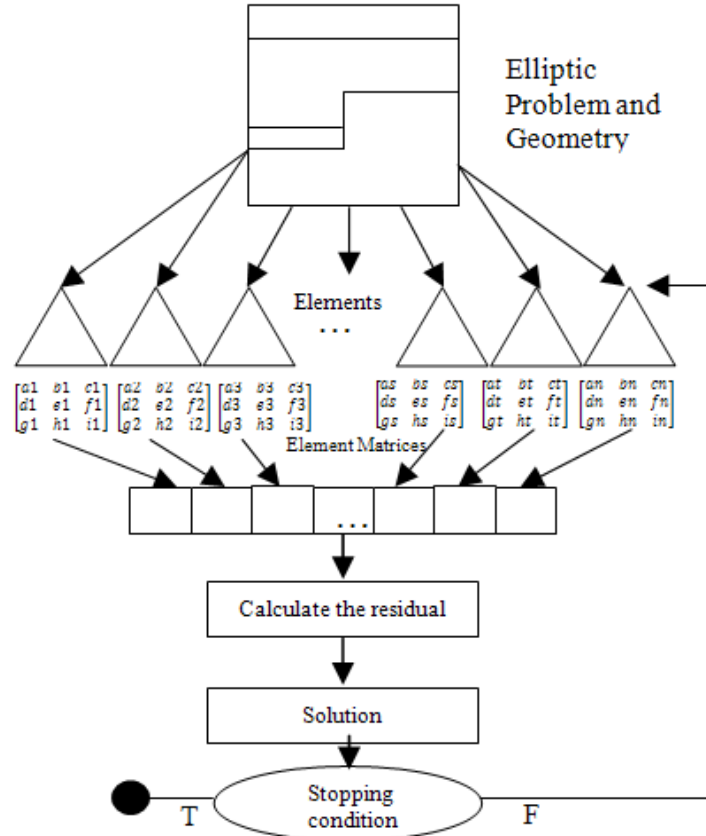 Elliptic
Problem and
Geometry
Elements
...
a1 b1 c1 a2 b2 c2 a3 b3 c3 as bs cs at bt ct an bn cn
d1 e1 f1 d2 e2 f2 d3 e3 f3 ds es fs dt et ft dn en fn
g1 h1 i1 g2 h2 i2 g3 h3 i3 gs hs is gt ht it gn hn in
Element Matrices
...
Calculate the residual
Solution
Stopping
condition
T F